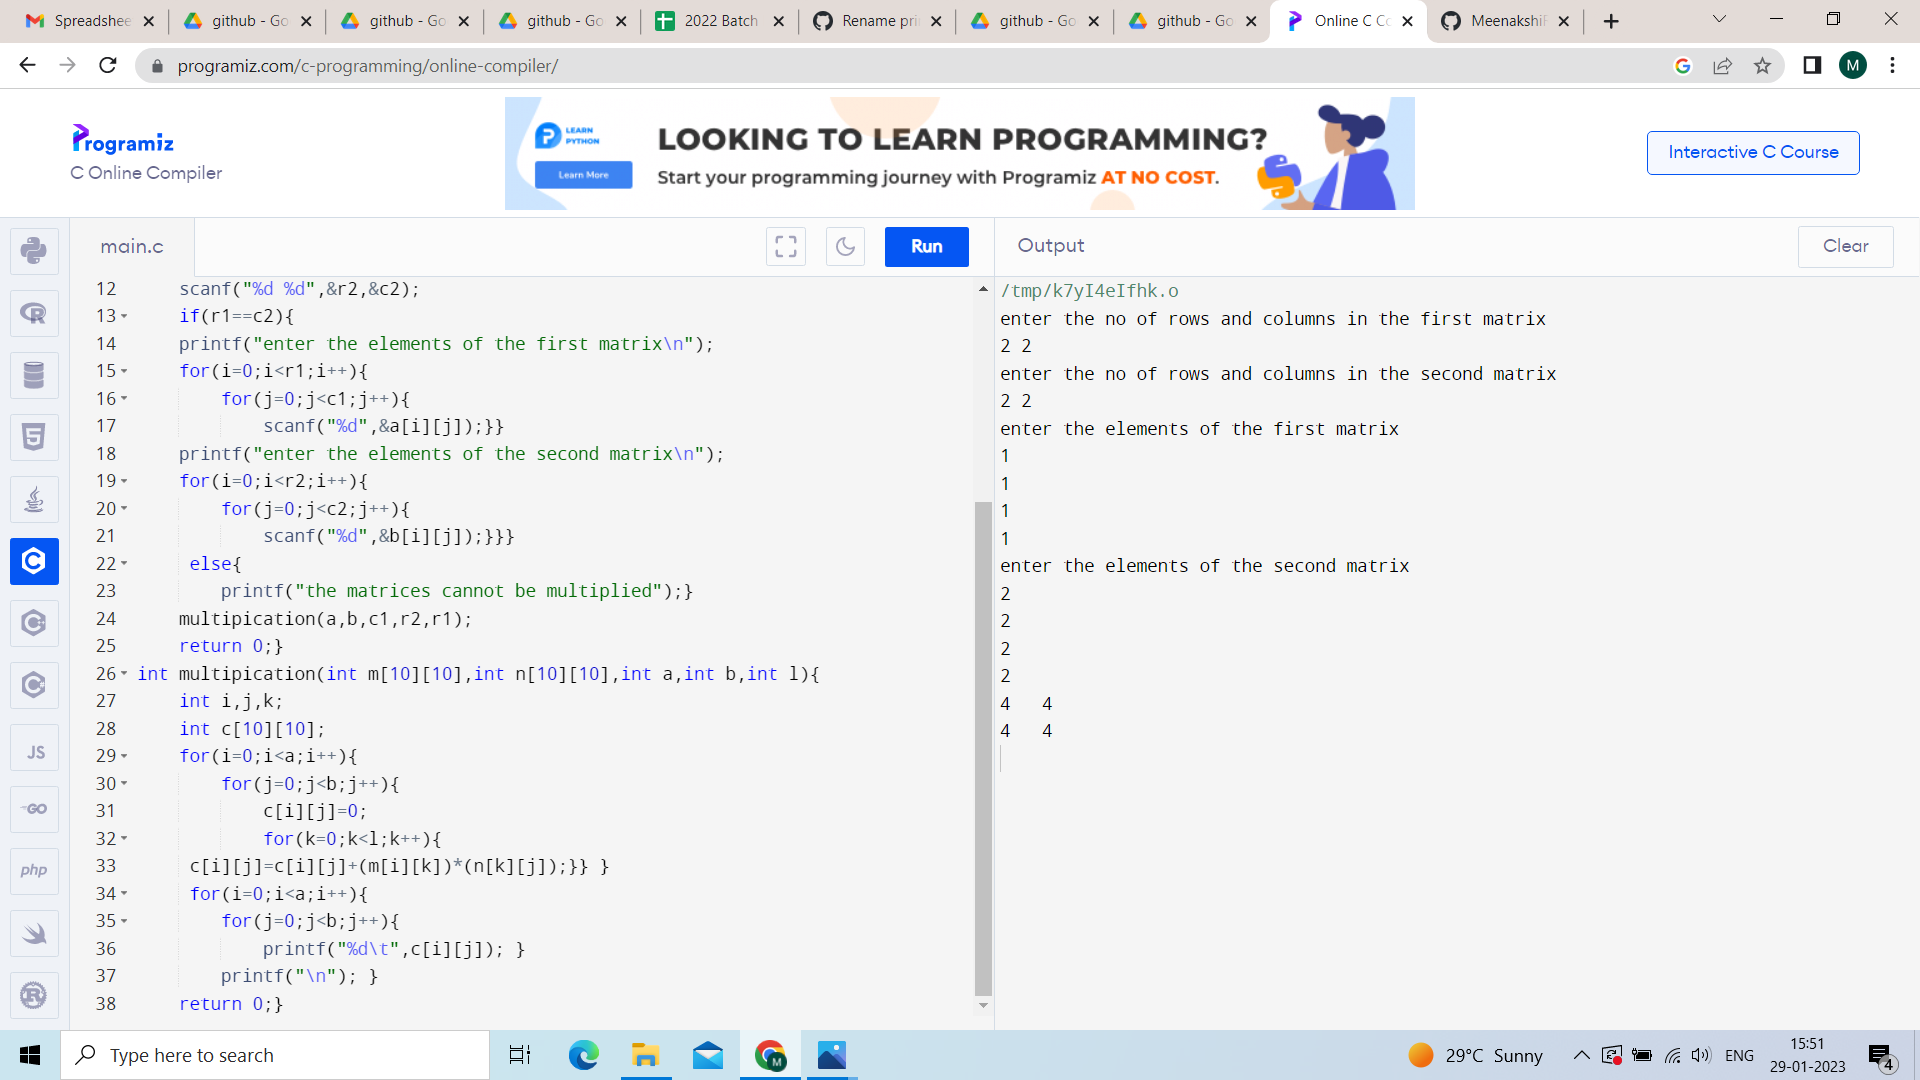 Spreadshee
github - Go
github - Go
github - Go
2022 Batch
Rename pri
github - Go
github - Go
Online C Co
MeenakshiR
programiz.com/c-programming/online-compiler/
M
Programiz
C Online Compiler
LEARN
PYTHON
Learn More
LOOKING TO LEARN PROGRAMMING?
Start your programming journey with Programiz AT NO COST.
Interactive C Course
main.c
Run
Output
Clear
12 scanf("%d %d",&r2,&c2);
13 if(r1==c2){
14 printf("enter the elements of the first matrix\n");
15 for(i=0;i<r1;i++){
16 for(j=0;j<c1;j++){
17 scanf("%d",&a[i][j]);}}
18 printf("enter the elements of the second matrix\n");
19 for(i=0;i<r2;i++){
20 for(j=0;j<c2;j++){
21 scanf("%d",&b[i][j]);}}}
22 else{
23 printf("the matrices cannot be multiplied");}
24 multipication(a,b,c1,r2,r1);
25 return 0;}
26 int multipication(int m[10][10],int n[10][10],int a,int b,int l){
27 int i,j,k;
28 int c[10][10];
29 for(i=0;i<a;i++){
30 for(j=0;j<b;j++){
31 c[i][j]=0;
32 for(k=0;k<l;k++){
33 c[i][j]=c[i][j]+(m[i][k])*(n[k][j]);}} }
34 for(i=0;i<a;i++){
35 for(j=0;j<b;j++){
36 printf("%d\t",c[i][j]); }
37 printf("\n"); }
38 return 0;}
/tmp/k7yI4eIfhk.o
enter the no of rows and columns in the first matrix
2 2
enter the no of rows and columns in the second matrix
2 2
enter the elements of the first matrix
1
1
1
1
enter the elements of the second matrix
2
2
2
2
4 4
4 4
JS
GO
php
Type here to search
M
29°C Sunny
ENG
15:51
29-01-2023
4